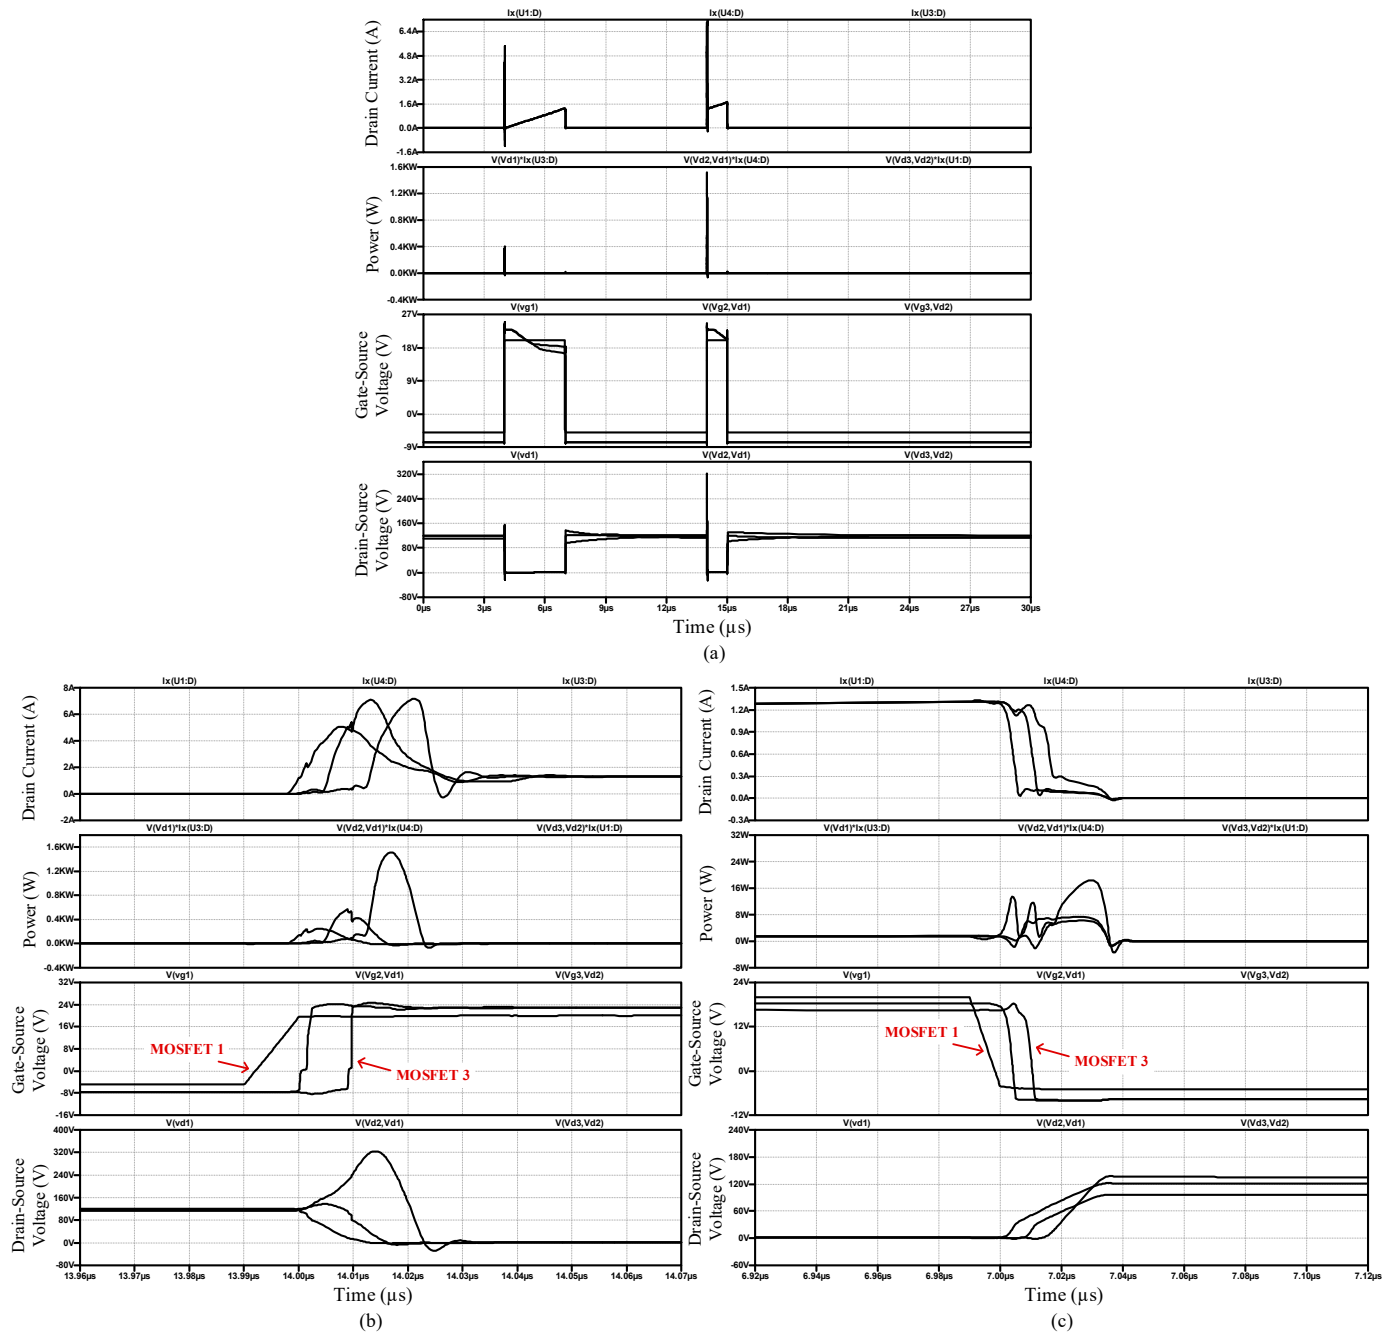 Ix(U1:D) Ix(U4:D) Ix(U3:D)
Drain Current (A)
6.4A
4.8A
3.2A
1.6A
0.0A
-1.6A
V(Vd1)*Ix(U3:D) V(Vd2,Vd1)*Ix(U4:D) V(Vd3,Vd2)*Ix(U1:D)
Power (W)
1.6KW
1.2KW
0.8KW
0.4KW
0.0KW
-0.4KW
V(vg1) V(Vg2,Vd1) V(Vg3,Vd2)
Gate-Source
Voltage (V)
27V
18V
9V
0V
-9V
V(vd1) V(Vd2,Vd1) V(Vd3,Vd2)
Drain-Source
Voltage (V)
320V
240V
160V
80V
0V
-80V
0µs 3µs 6µs 9µs 12µs 15µs 18µs 21µs 24µs 27µs 30µs
Time (µs)
(a)
Ix(U1:D) Ix(U4:D) Ix(U3:D)
Drain Current (A)
8A
6A
4A
2A
0A
-2A
V(Vd1)*Ix(U3:D) V(Vd2,Vd1)*Ix(U4:D) V(Vd3,Vd2)*Ix(U1:D)
Power (W)
1.6KW
1.2KW
0.8KW
0.4KW
0.0KW
-0.4KW
V(vg1) V(Vg2,Vd1) V(Vg3,Vd2)
Gate-Source
Voltage (V)
32V
24V
16V
8V
0V
-8V
-16V
MOSFET 1
MOSFET 3
V(vd1) V(Vd2,Vd1) V(Vd3,Vd2)
Drain-Source
Voltage (V)
400V
320V
240V
160V
80V
0V
-80V
13.96µs 13.97µs 13.98µs 13.99µs 14.00µs 14.01µs 14.02µs 14.03µs 14.04µs 14.05µs 14.06µs 14.07µs
Time (µs)
(b)
Ix(U1:D) Ix(U4:D) Ix(U3:D)
Drain Current (A)
1.5A
1.2A
0.9A
0.6A
0.3A
0.0A
-0.3A
V(Vd1)*Ix(U3:D) V(Vd2,Vd1)*Ix(U4:D) V(Vd3,Vd2)*Ix(U1:D)
Power (W)
32W
24W
16W
8W
0W
-8W
V(vg1) V(Vg2,Vd1) V(Vg3,Vd2)
Gate-Source
Voltage (V)
24V
12V
0V
-12V
MOSFET 1
MOSFET 3
V(vd1) V(Vd2,Vd1) V(Vd3,Vd2)
Drain-Source
Voltage (V)
240V
180V
120V
60V
0V
-60V
6.92µs 6.94µs 6.96µs 6.98µs 7.00µs 7.02µs 7.04µs 7.06µs 7.08µs 7.10µs 7.12µs
Time (µs)
(c)